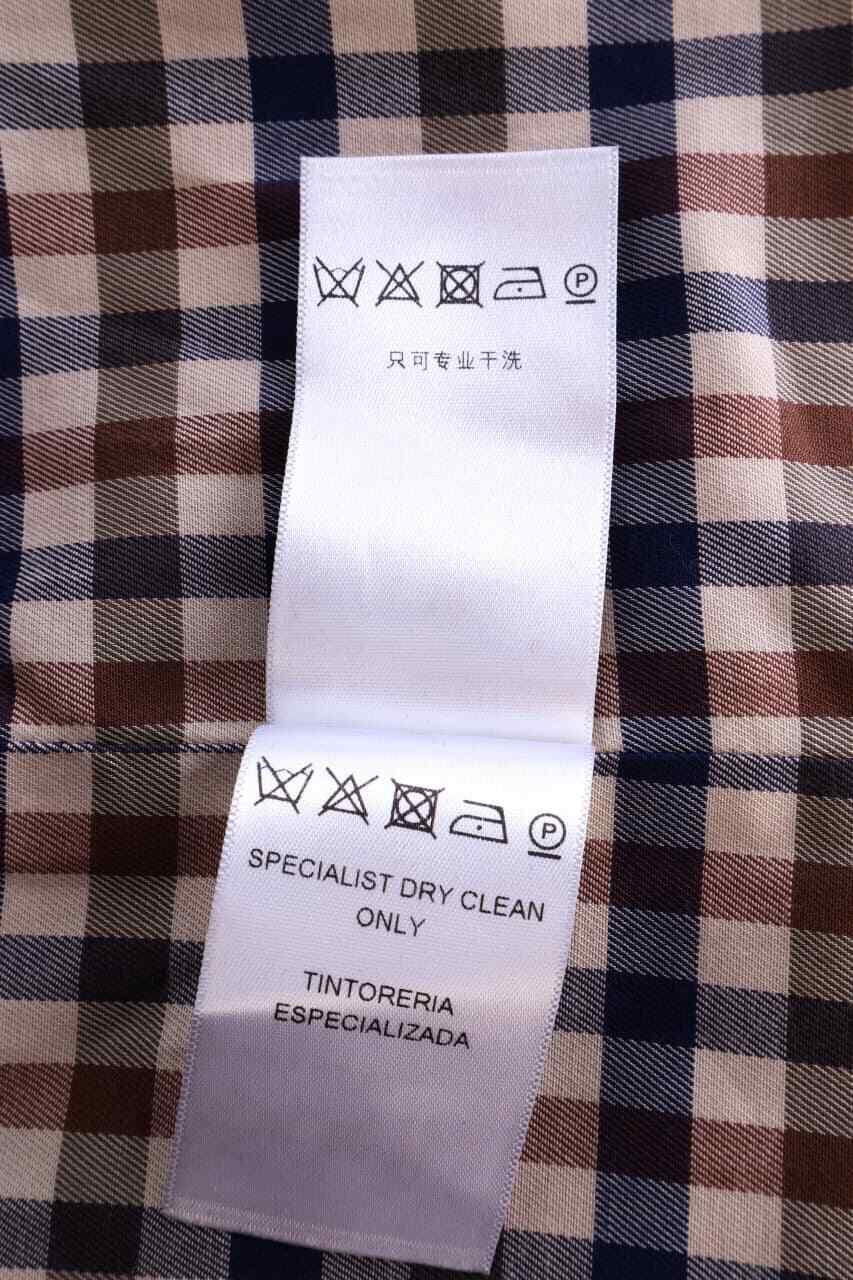 P
只可专业干洗
P
SPECIALIST DRY CLEAN
ONLY
TINTORERIA
ESPECIALIZADA